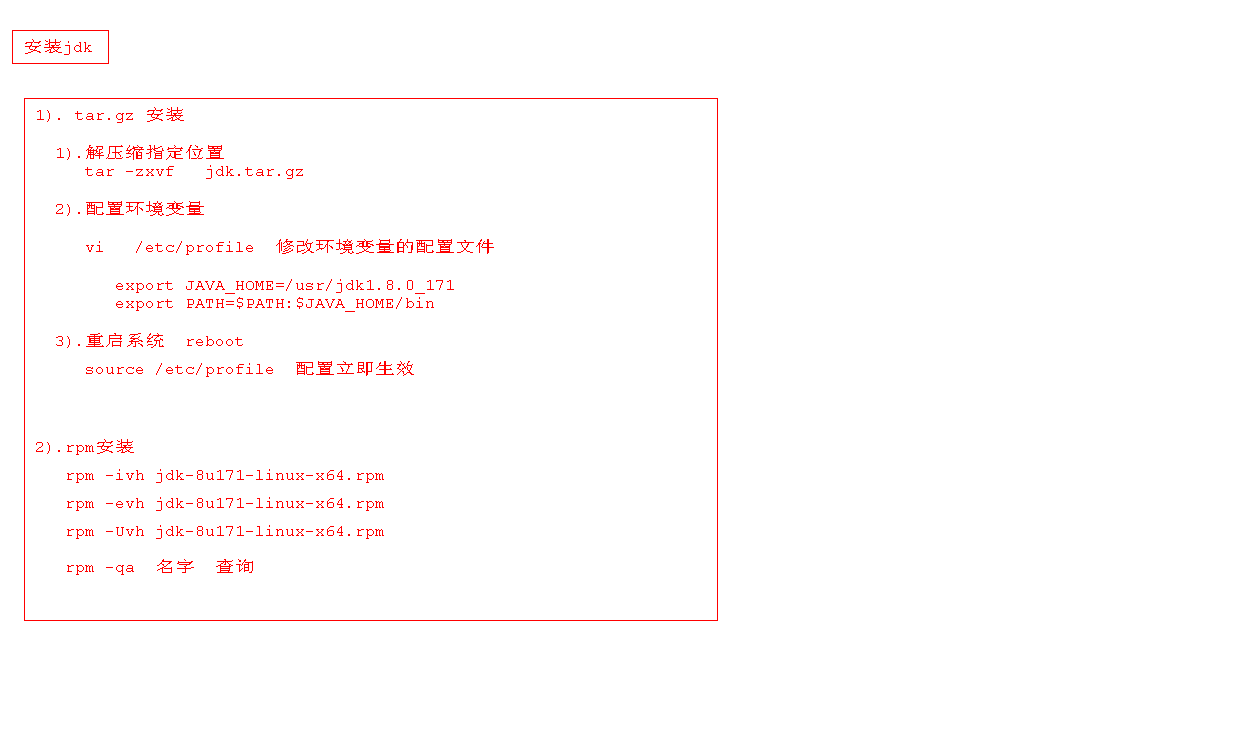 安装jdk
1). tar.gz 安装
1).解压缩指定位置
tar -zxvf   jdk.tar.gz
2).配置环境变量
vi   /etc/profile  修改环境变量的配置文件
export JAVA_HOME=/usr/jdk1.8.0_171
export PATH=$PATH:$JAVA_HOME/bin
3).重启系统  reboot
source /etc/profile  配置立即生效
2).rpm安装
rpm -ivh jdk-8u171-linux-x64.rpm
rpm -evh jdk-8u171-linux-x64.rpm
rpm -Uvh jdk-8u171-linux-x64.rpm
rpm -qa  名字  查询